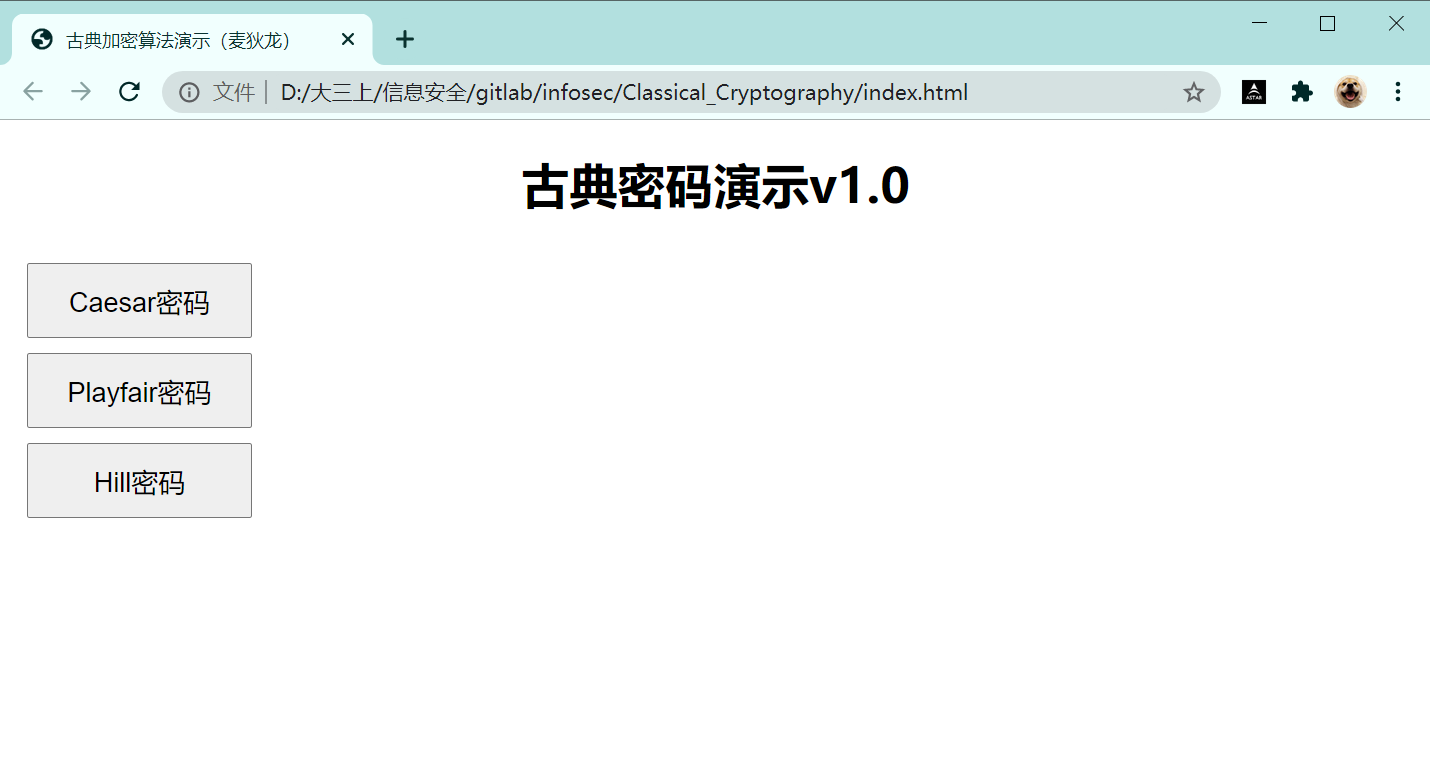 古典加密算法演示（麦狄龙）
文件 D:/大三上/信息安全/gitlab/infosec/Classical_Cryptography/index.html
ASTAR
古典密码演示v1.0
Caesar密码
Playfair密码
Hill密码